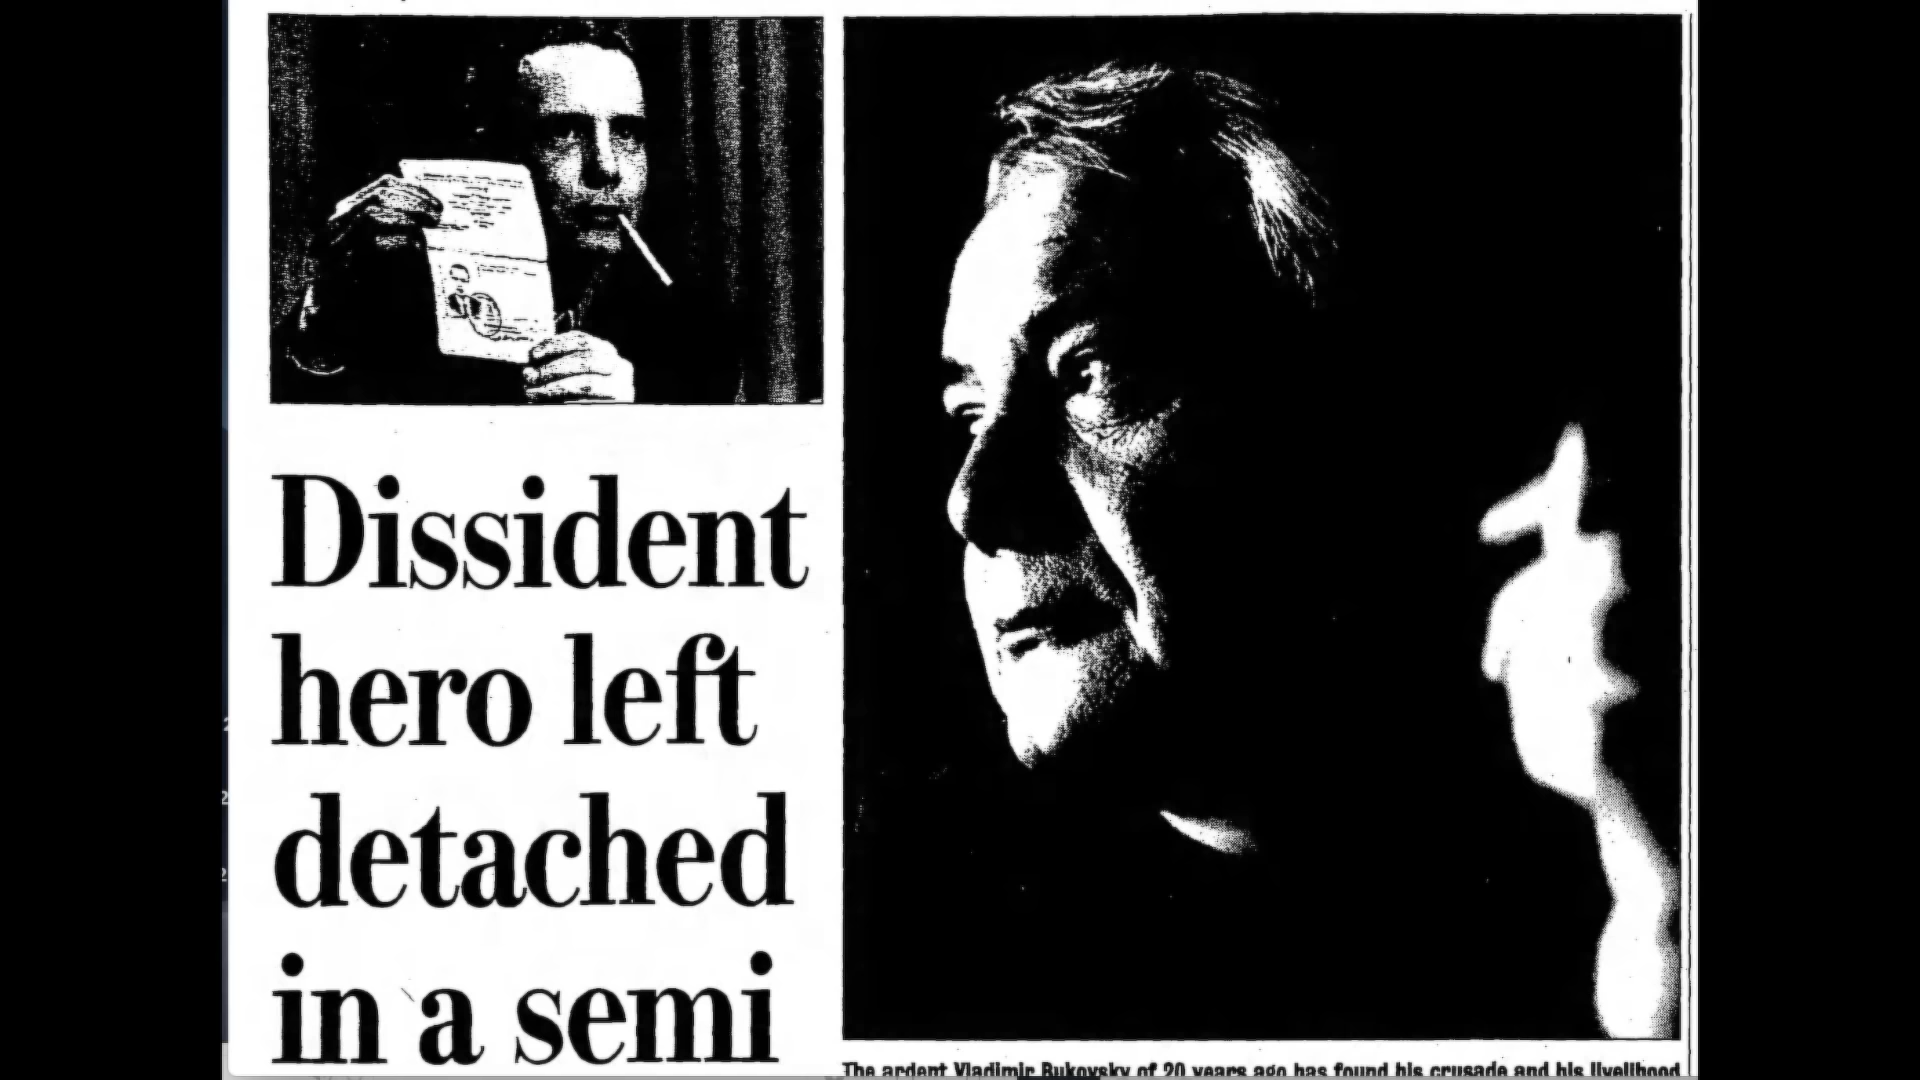 Dissident
hero left
detached
in a semi
The ardent Vladimir Bukovsky of 20 years ago has found his crusade and his livelihood